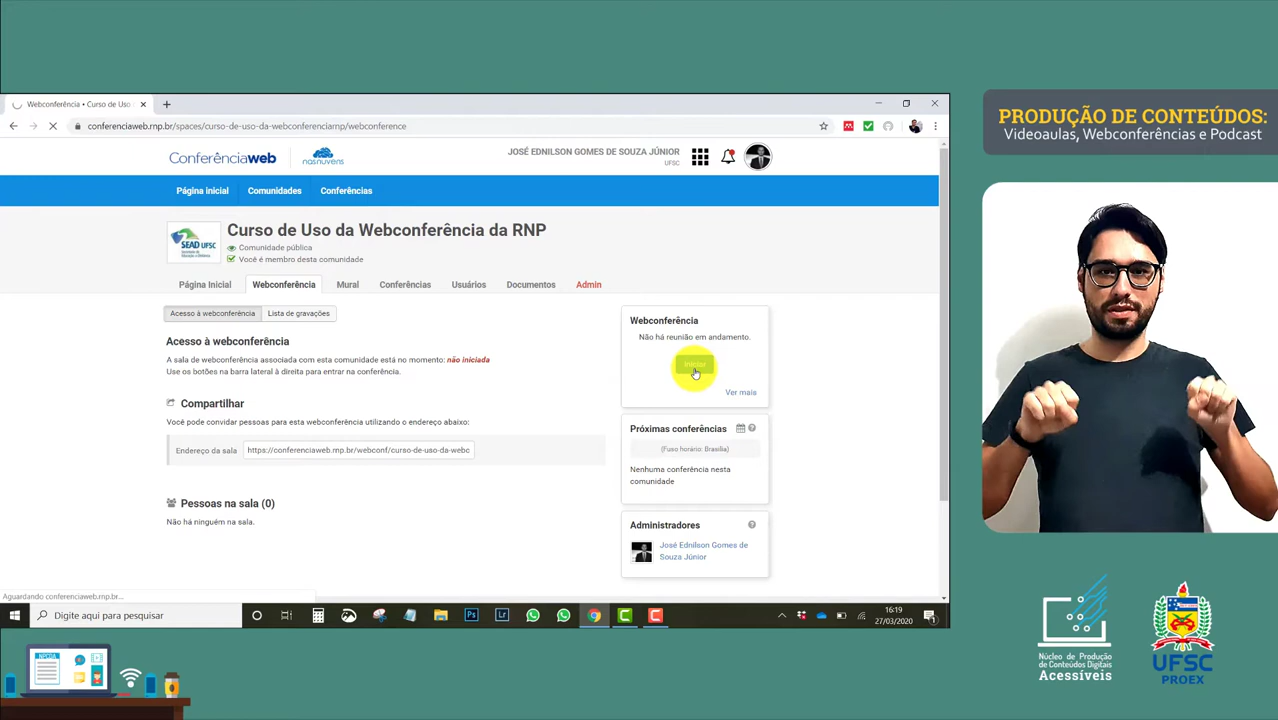 PRODUÇÃO DE CONTEÚDOS:
Videoaulas, Webconferências e Podcast
Webconferência • Curso de Uso
conferenciaweb.rnp.br/spaces/curso-de-uso-da-webconferenciarnp/webconference
Conferênciaweb
nasnuvens
JOSÉ EDNILSON GOMES DE SOUZA JÚNIOR
UFSC
Página inicial
Comunidades
Conferências
SEAD UFSC
Curso de Uso da Webconferência da RNP
Comunidade pública
Você é membro desta comunidade
Página Inicial
Webconferência
Mural
Conferências
Usuários
Documentos
Admin
Acesso à webconferência
Lista de gravações
Acesso à webconferência
A sala de webconferência associada com esta comunidade está no momento: não iniciada
Use os botões na barra lateral à direita para entrar na conferência.
Compartilhar
Você pode convidar pessoas para esta webconferência utilizando o endereço abaixo:
Endereço da sala
https://conferenciaweb.rnp.br/webconf/curso-de-uso-da-webc
Pessoas na sala (0)
Não há ninguém na sala.
Webconferência
Não há reunião em andamento.
Iniciar
Ver mais
Próximas conferências
(Fuso horário: Brasília)
Nenhuma conferência nesta
comunidade
Administradores
José Ednilson Gomes de
Souza Júnior
Aguardando conferenciaweb.rnp.br...
Digite aqui para pesquisar
Ps
Lr
16:19
27/03/2020
NPCDA
Núcleo de Produção
de Conteúdos Digitais
Acessíveis
UFSC
PROEX